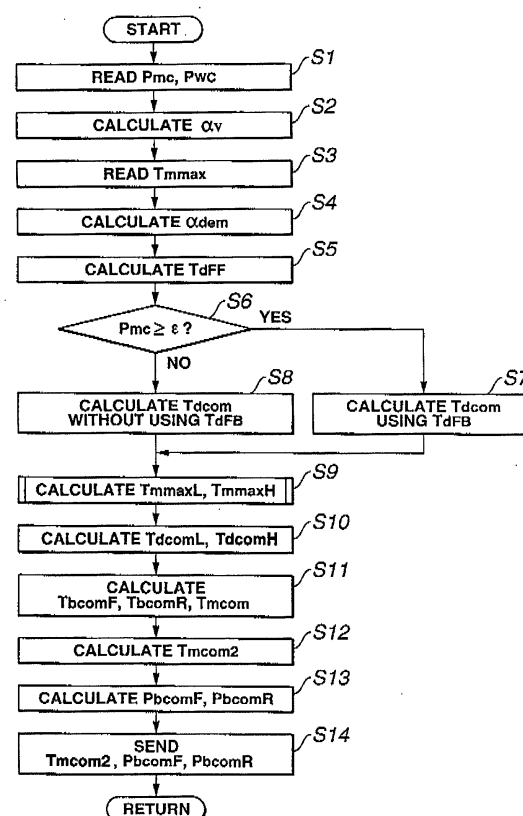 START
S1
READ Pmc, Pwc
S2
CALCULATE αv
S3
READ Tmmax
S4
CALCULATE αdem
S5
CALCULATE TdFF
S6
Pmc ≥ ε ?
YES
NO
S8
CALCULATE Tdcom
WITHOUT USING TdFB
S7
CALCULATE Tdcom
USING TdFB
S9
CALCULATE TmmaxL, TmmaxH
S10
CALCULATE TdcomL, TdcomH
S11
CALCULATE
TbcomF, TbcomR, Tmcom
S12
CALCULATE Tmcom2
S13
CALCULATE PbcomF, PbcomR
S14
SEND
Tmcom2, PbcomF, PbcomR
RETURN